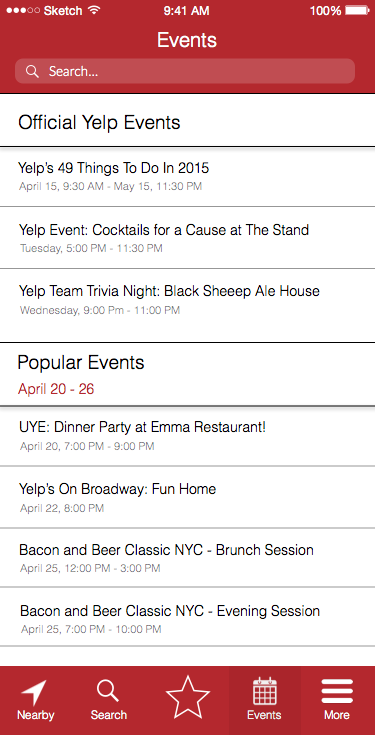 Sketch 9:41 AM 100%
Events
Search...
Official Yelp Events
Yelp's 49 Things To Do In 2015
April 15, 9:30 AM - May 15, 11:30 PM
Yelp Event: Cocktails for a Cause at The Stand
Tuesday, 5:00 PM - 11:30 PM
Yelp Team Trivia Night: Black Sheeep Ale House
Wednesday, 9:00 Pm - 11:00 PM
Popular Events
April 20 - 26
UYE: Dinner Party at Emma Restaurant!
April 20, 7:00 PM - 9:00 PM
Yelp's On Broadway: Fun Home
April 22, 8:00 PM
Bacon and Beer Classic NYC - Brunch Session
April 25, 12:00 PM - 3:00 PM
Bacon and Beer Classic NYC - Evening Session
April 25, 7:00 PM - 10:00 PM
Nearby Search Events More